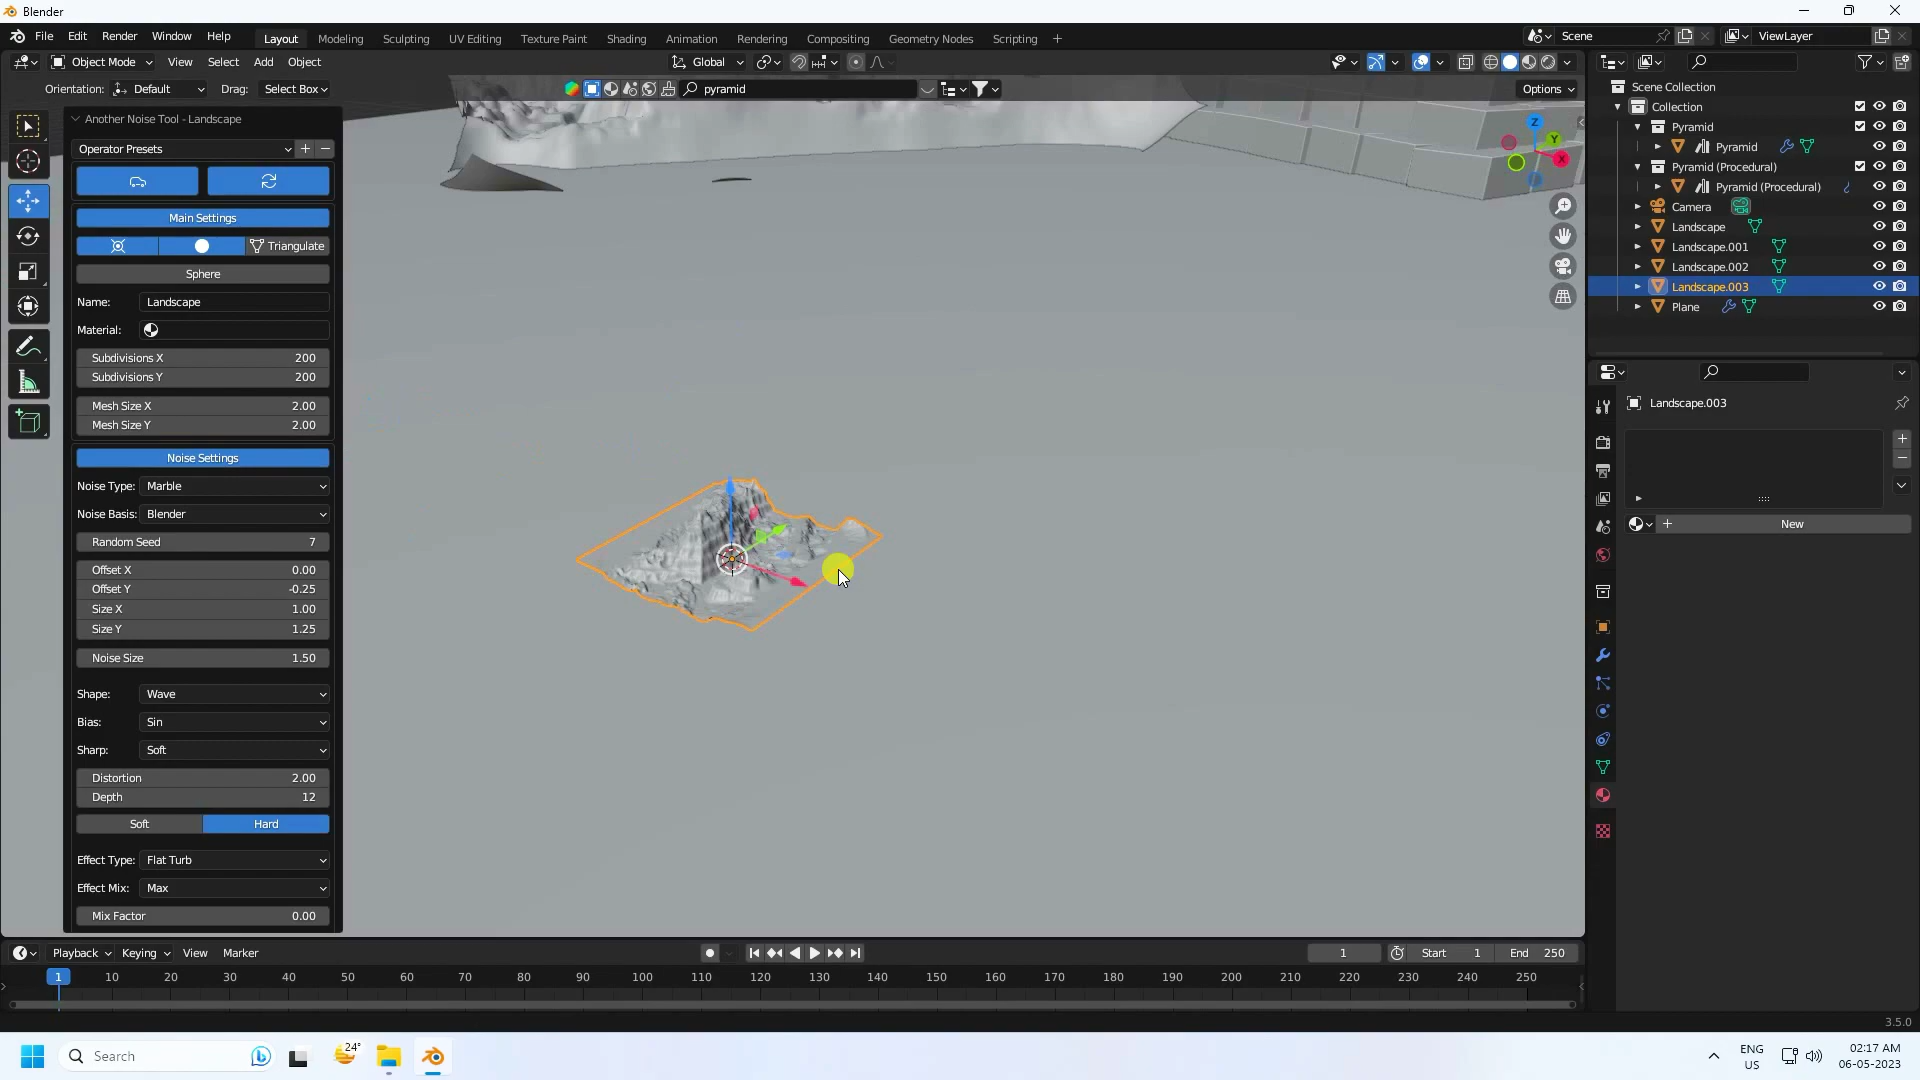 Blender
File Edit Render Window Help Layout Modeling Sculpting UV Editing Texture Paint Shading Animation Rendering Compositing Geometry Nodes Scripting + Scene ViewLayer
Object Mode View Select Add Object Global
Orientation: Default Drag: Select Box pyramid Options
Another Noise Tool - Landscape
Operator Presets
Main Settings
Triangulate
Sphere
Name: Landscape
Material:
Subdivisions X 200
Subdivisions Y 200
Mesh Size X 2.00
Mesh Size Y 2.00
Noise Settings
Noise Type: Marble
Noise Basis: Blender
Random Seed 7
Offset X 0.00
Offset Y -0.25
Size X 1.00
Size Y 1.25
Noise Size 1.50
Shape: Wave
Bias: Sin
Sharp: Soft
Distortion 2.00
Depth 12
Soft Hard
Effect Type: Flat Turb
Effect Mix: Max
Mix Factor 0.00
Z
Y
X
Scene Collection
Collection
Pyramid
Pyramid
Pyramid (Procedural)
Pyramid (Procedural)
Camera
Landscape
Landscape.001
Landscape.002
Landscape.003
Plane
Landscape.003
New
Playback Keying View Marker 1 Start 1 End 250
1 10 20 30 40 50 60 70 80 90 100 110 120 130 140 150 160 170 180 190 200 210 220 230 240 250
3.5.0
Search 24° ENG US 02:17 AM 06-05-2023